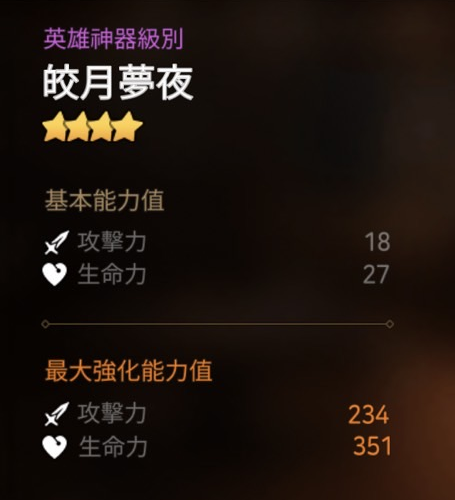 英雄神器級別
皎月夢夜
基本能力值
攻擊力 18
生命力 27
最大強化能力值
攻擊力 234
生命力 351